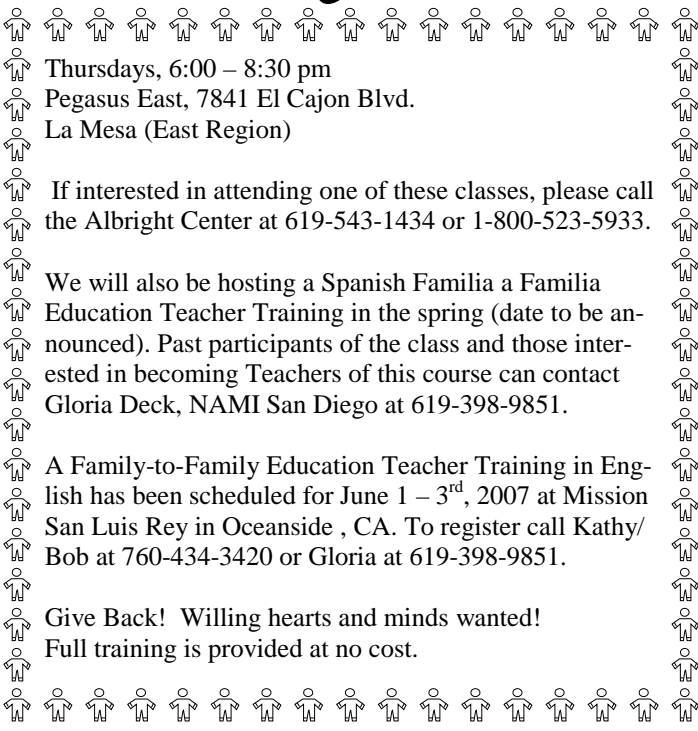 Thursdays, 6:00 – 8:30 pm
Pegasus East, 7841 El Cajon Blvd.
La Mesa (East Region)
If interested in attending one of these classes, please call
the Albright Center at 619-543-1434 or 1-800-523-5933.
We will also be hosting a Spanish Familia a Familia
Education Teacher Training in the spring (date to be an-
nounced). Past participants of the class and those inter-
ested in becoming Teachers of this course can contact
Gloria Deck, NAMI San Diego at 619-398-9851.
A Family-to-Family Education Teacher Training in Eng-
lish has been scheduled for June 1 – 3rd, 2007 at Mission
San Luis Rey in Oceanside , CA. To register call Kathy/
Bob at 760-434-3420 or Gloria at 619-398-9851.
Give Back!  Willing hearts and minds wanted!
Full training is provided at no cost.